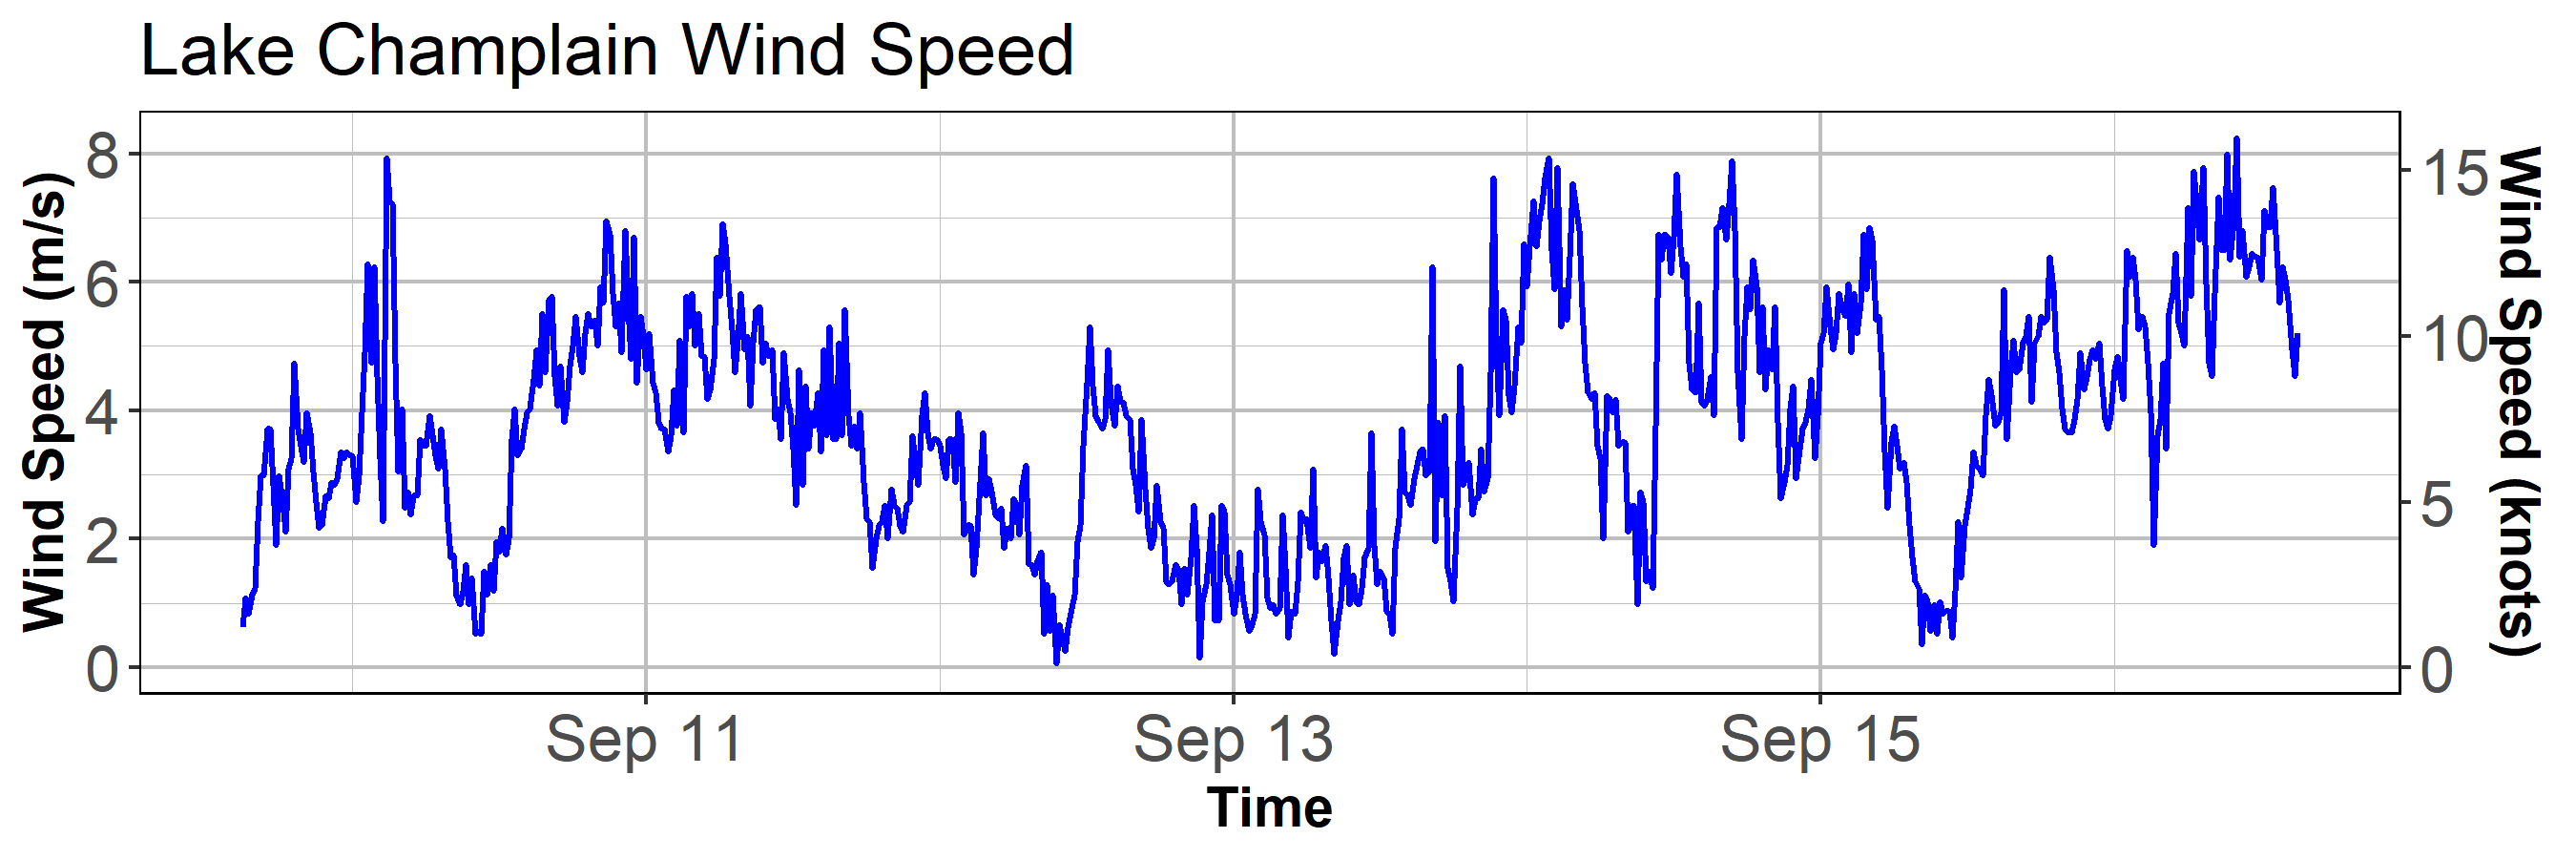 Lake Champlain Wind Speed
Wind Speed (m/s)
8
6
4
2
0
15
10
5
0
Wind Speed (knots)
Sep 11
Sep 13
Sep 15
Time